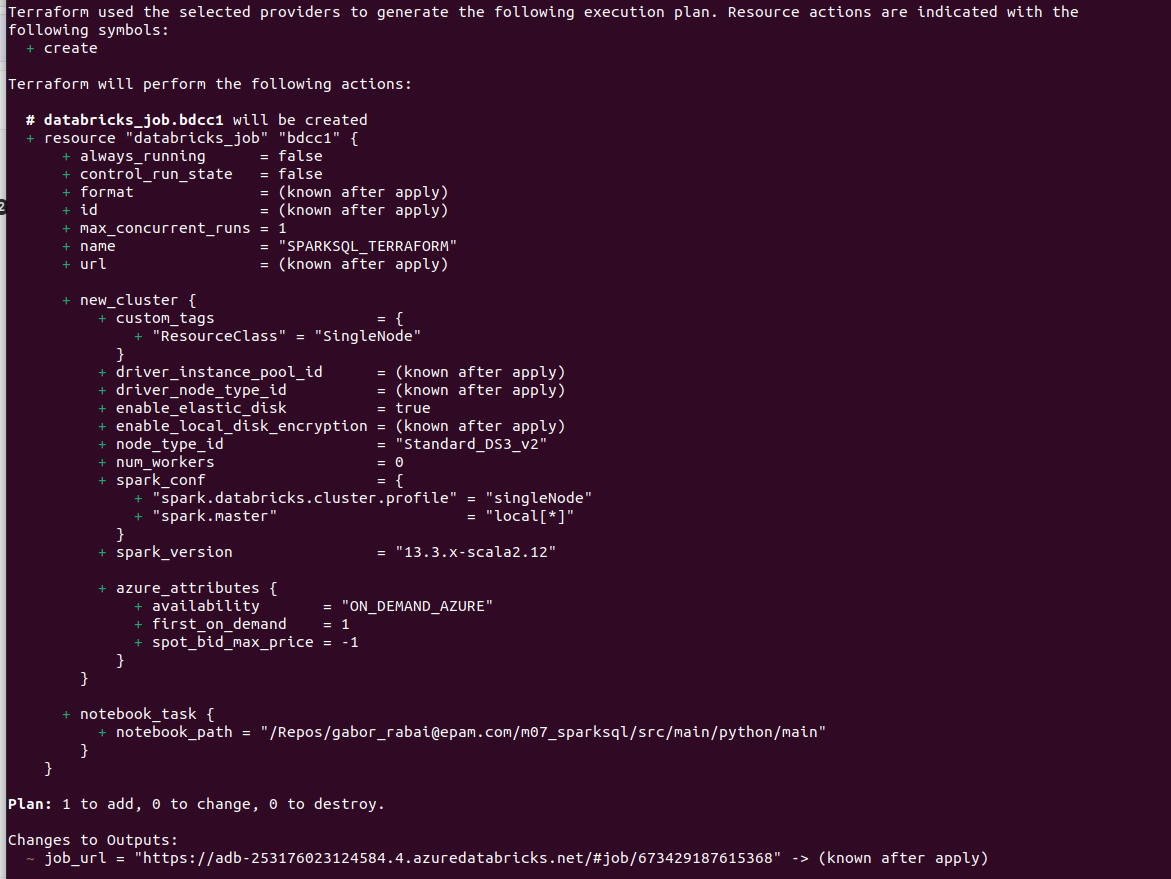 Terraform used the selected providers to generate the following execution plan. Resource actions are indicated with the
following symbols:
  + create

Terraform will perform the following actions:

  # databricks_job.bdcc1 will be created
  + resource "databricks_job" "bdcc1" {
      + always_running      = false
      + control_run_state   = false
      + format              = (known after apply)
      + id                  = (known after apply)
      + max_concurrent_runs = 1
      + name                = "SPARKSQL_TERRAFORM"
      + url                 = (known after apply)

      + new_cluster {
          + custom_tags                  = {
              + "ResourceClass" = "SingleNode"
            }
          + driver_instance_pool_id      = (known after apply)
          + driver_node_type_id          = (known after apply)
          + enable_elastic_disk          = true
          + enable_local_disk_encryption = (known after apply)
          + node_type_id                 = "Standard_DS3_v2"
          + num_workers                  = 0
          + spark_conf                   = {
              + "spark.databricks.cluster.profile" = "singleNode"
              + "spark.master"                     = "local[*]"
            }
          + spark_version                = "13.3.x-scala2.12"

          + azure_attributes {
              + availability       = "ON_DEMAND_AZURE"
              + first_on_demand    = 1
              + spot_bid_max_price = -1
            }
        }

      + notebook_task {
          + notebook_path = "/Repos/gabor_rabai@epam.com/m07_sparksql/src/main/python/main"
        }
    }

Plan: 1 to add, 0 to change, 0 to destroy.

Changes to Outputs:
  ~ job_url = "https://adb-253176023124584.4.azuredatabricks.net/#job/673429187615368" -> (known after apply)
2